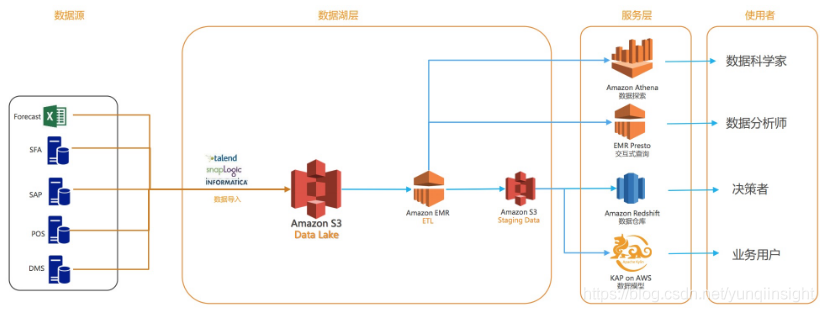 数据源
数据湖层
服务层
使用者
Forecast
SFA
SAP
POS
DMS
talend
snapLogic
INFORMATICA
数据导入
Amazon S3
Data Lake
Amazon EMR
ETL
Amazon S3
Staging Data
Amazon Athena
数据探索
EMR Presto
交互式查询
Amazon Redshift
数据仓库
KAP on AWS
数据模型
数据科学家
数据分析师
决策者
业务用户
https://blog.csdn.net/yunqiinsight